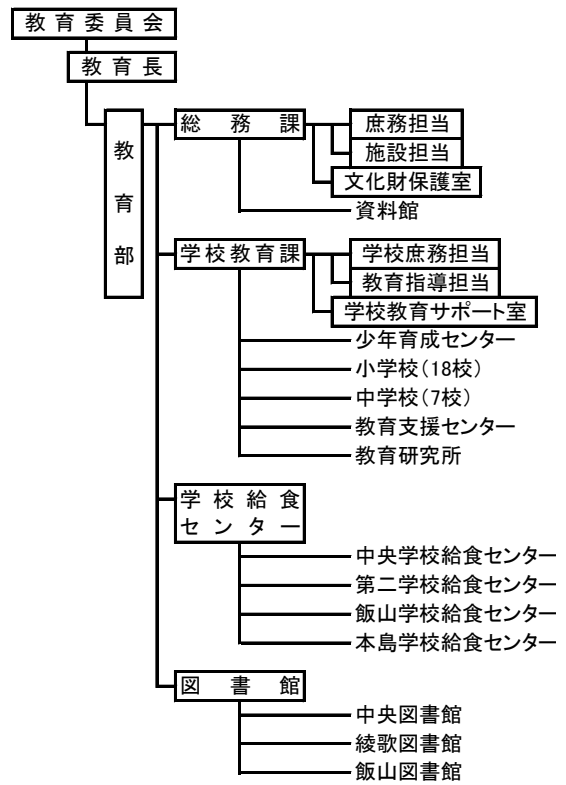 教育委員会
教育長
教育部
総務課
庶務担当
施設担当
文化財保護室
資料館
学校教育課
学校庶務担当
教育指導担当
学校教育サポート室
少年育成センター
小学校（18校）
中学校（7校）
教育支援センター
教育研究所
学校給食
センター
中央学校給食センター
第二学校給食センター
飯山学校給食センター
本島学校給食センター
図書館
中央図書館
綾歌図書館
飯山図書館